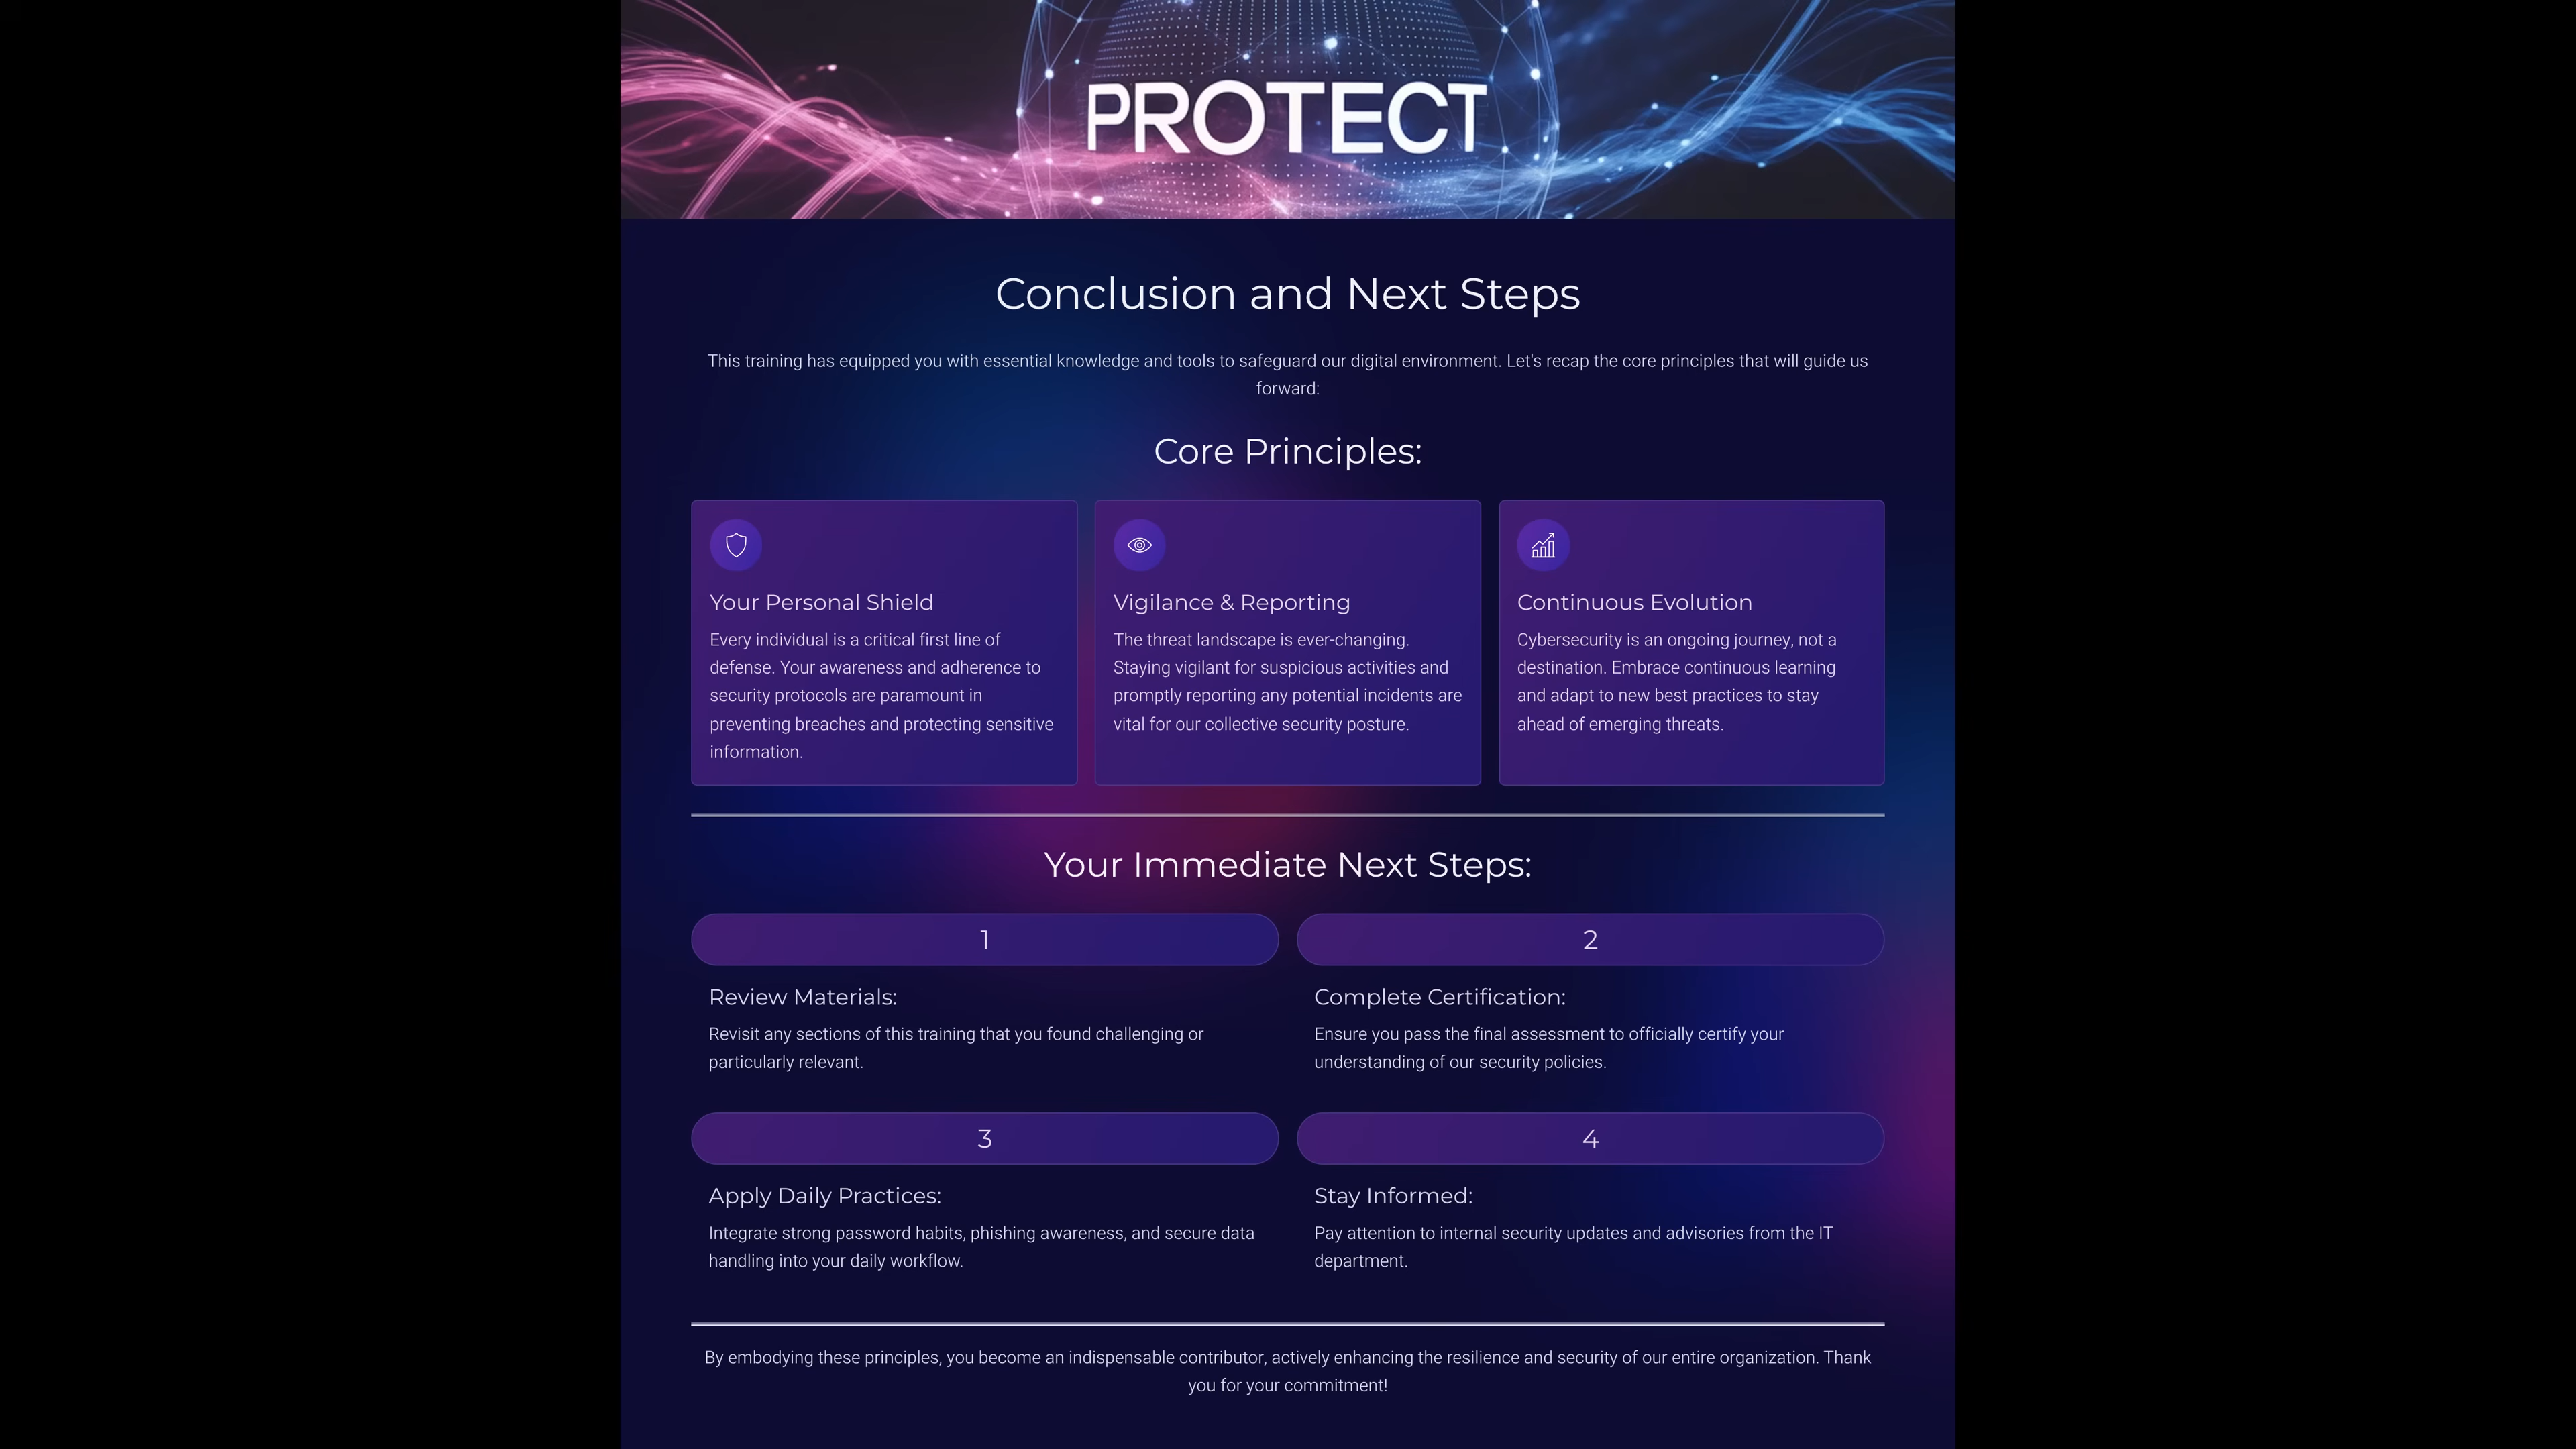 PROTECT
Conclusion and Next Steps
This training has equipped you with essential knowledge and tools to safeguard our digital environment. Let's recap the core principles that will guide us
forward:
Core Principles:
Your Personal Shield
Every individual is a critical first line of
defense. Your awareness and adherence to
security protocols are paramount in
preventing breaches and protecting sensitive
information.
Vigilance & Reporting
The threat landscape is ever-changing.
Staying vigilant for suspicious activities and
promptly reporting any potential incidents are
vital for our collective security posture.
Continuous Evolution
Cybersecurity is an ongoing journey, not a
destination. Embrace continuous learning
and adapt to new best practices to stay
ahead of emerging threats.
Your Immediate Next Steps:
1
Review Materials:
Revisit any sections of this training that you found challenging or
particularly relevant.
2
Complete Certification:
Ensure you pass the final assessment to officially certify your
understanding of our security policies.
3
Apply Daily Practices:
Integrate strong password habits, phishing awareness, and secure data
handling into your daily workflow.
4
Stay Informed:
Pay attention to internal security updates and advisories from the IT
department.
By embodying these principles, you become an indispensable contributor, actively enhancing the resilience and security of our entire organization. Thank
you for your commitment!